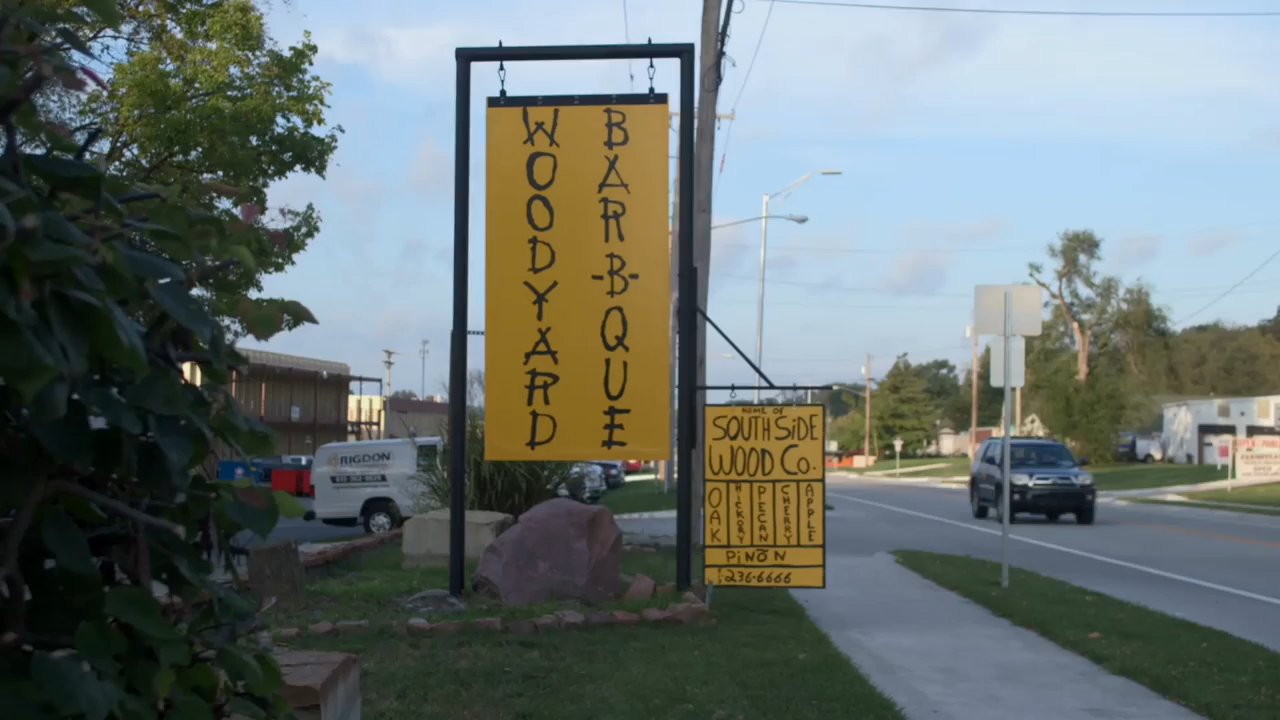 WOODYARD
BAR-B-QUE
HOME OF
SOUTH SIDE
WOOD Co.
OAK
HICKORY
PECAN
CHERRY
APPLE
PIÑON
236-6666
RIGDON